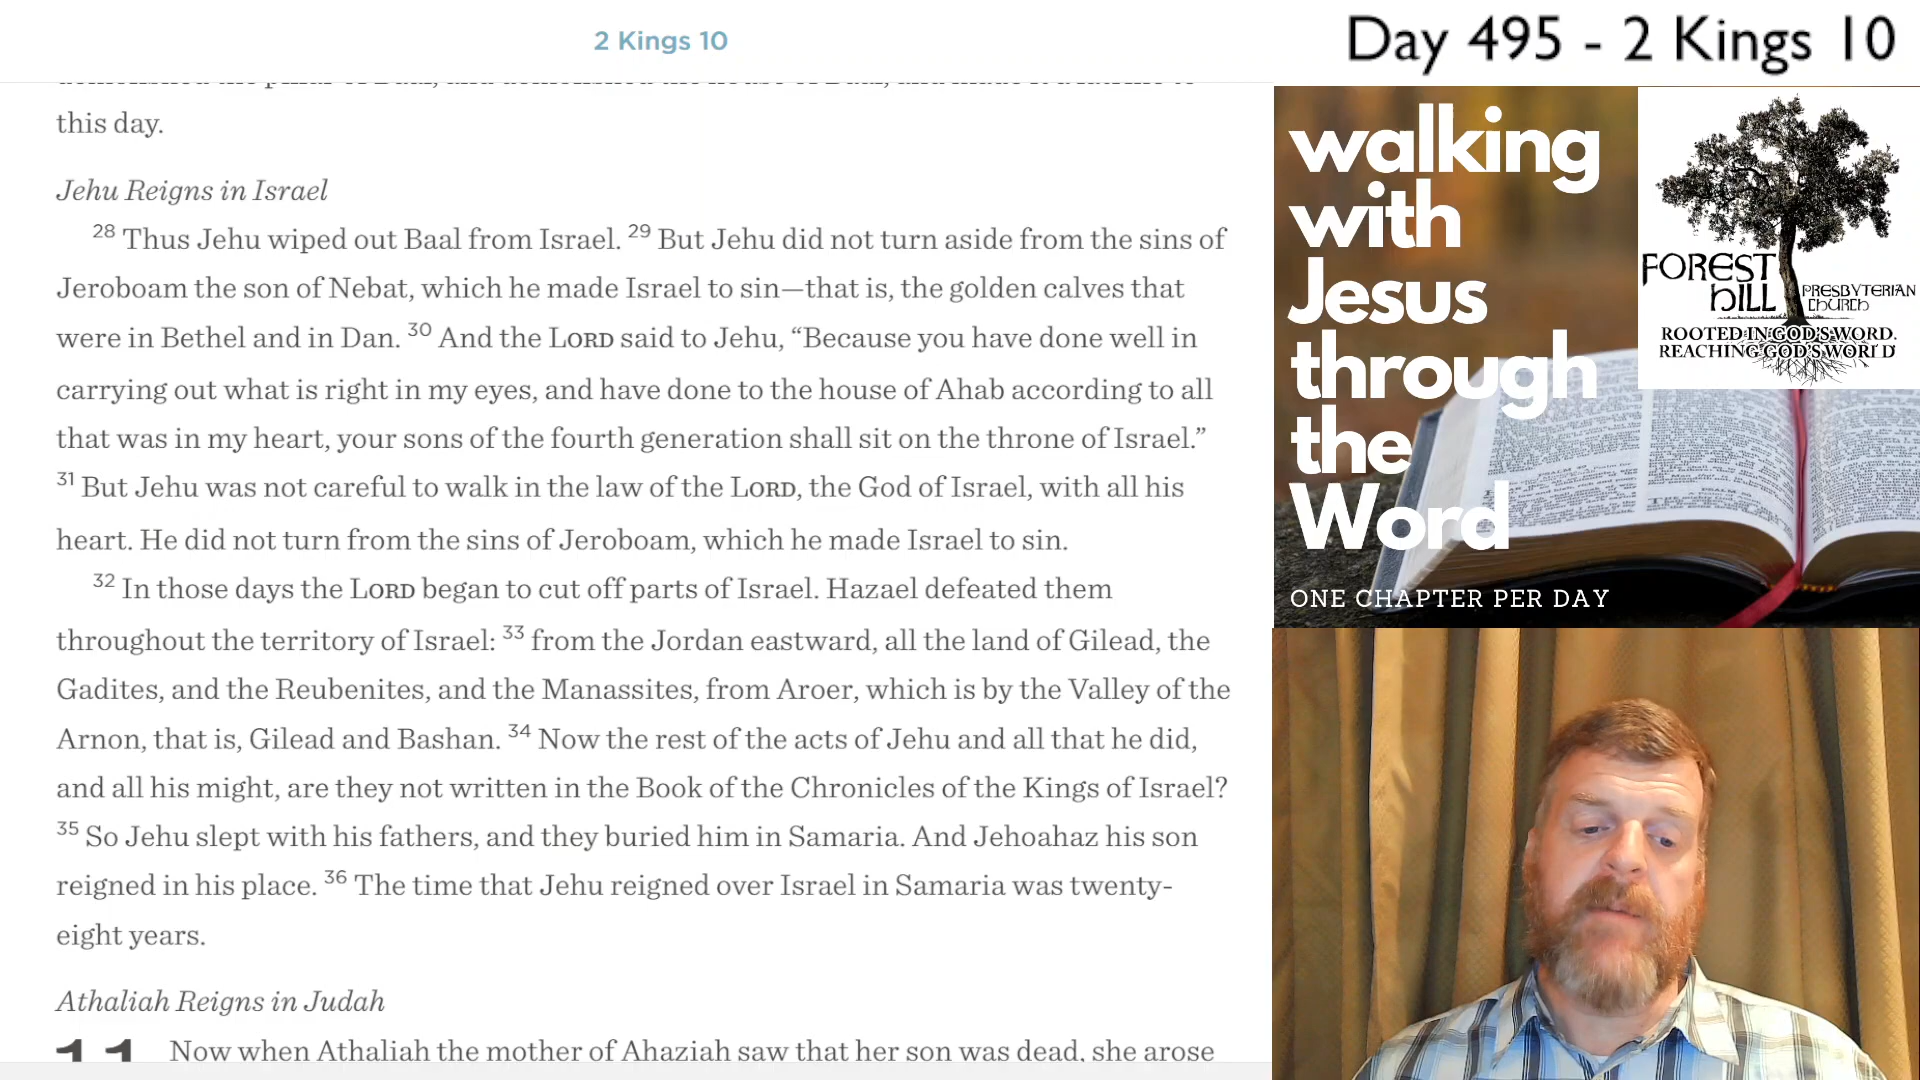 2 Kings 10
Day 495 - 2 Kings 10
this day.
Jehu Reigns in Israel
28 Thus Jehu wiped out Baal from Israel. 29 But Jehu did not turn aside from the sins of
Jeroboam the son of Nebat, which he made Israel to sin—that is, the golden calves that
were in Bethel and in Dan. 30 And the LORD said to Jehu, “Because you have done well in
carrying out what is right in my eyes, and have done to the house of Ahab according to all
that was in my heart, your sons of the fourth generation shall sit on the throne of Israel.”
31 But Jehu was not careful to walk in the law of the LORD, the God of Israel, with all his
heart. He did not turn from the sins of Jeroboam, which he made Israel to sin.
32 In those days the LORD began to cut off parts of Israel. Hazael defeated them
throughout the territory of Israel: 33 from the Jordan eastward, all the land of Gilead, the
Gadites, and the Reubenites, and the Manassites, from Aroer, which is by the Valley of the
Arnon, that is, Gilead and Bashan. 34 Now the rest of the acts of Jehu and all that he did,
and all his might, are they not written in the Book of the Chronicles of the Kings of Israel?
35 So Jehu slept with his fathers, and they buried him in Samaria. And Jehoahaz his son
reigned in his place. 36 The time that Jehu reigned over Israel in Samaria was twenty-
eight years.
Athaliah Reigns in Judah
11 Now when Athaliah the mother of Ahaziah saw that her son was dead, she arose
walking
with
Jesus
through
the
Word
ONE CHAPTER PER DAY
FOREST
HILL PRESBYTERIAN
CHURCH
ROOTED IN GOD'S WORD.
REACHING GOD'S WORLD